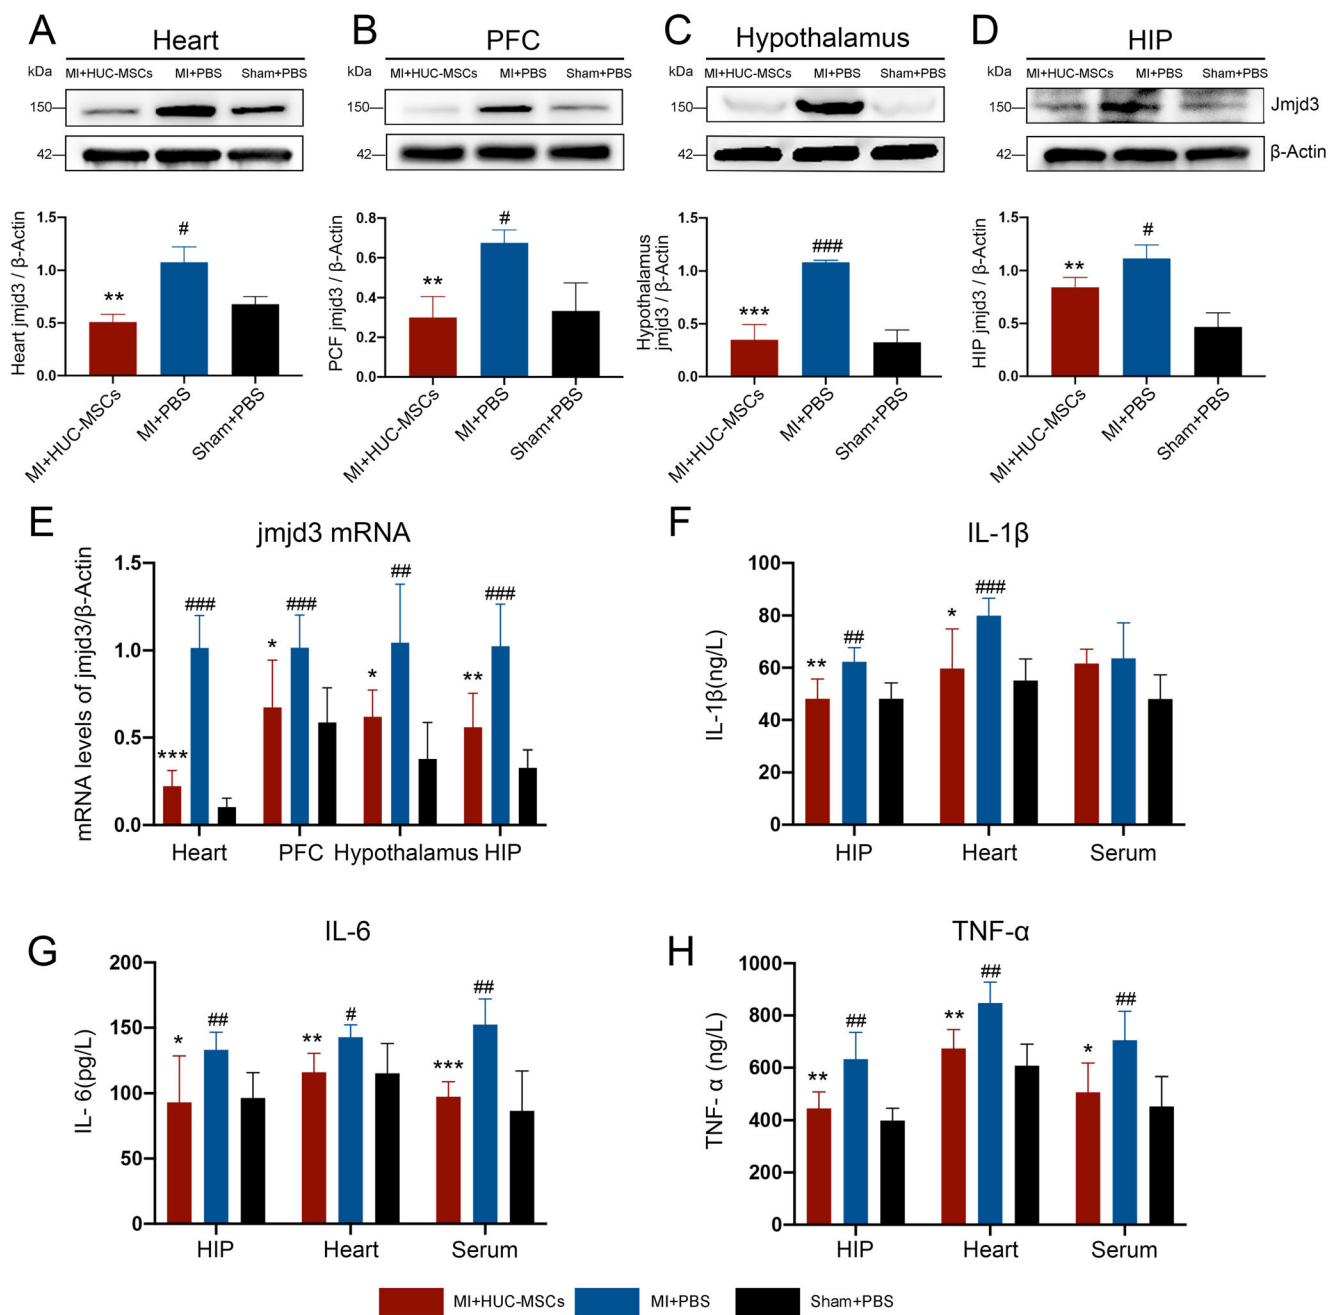 A Heart
kDa MI+HUC-MSCs MI+PBS Sham+PBS
150
42
Heart jmjd3 / β-Actin
1.5
1.0
0.5
0.0
**
#
MI+HUC-MSCs
MI+PBS
Sham+PBS
B PFC
kDa MI+HUC-MSCs MI+PBS Sham+PBS
150
42
PCF jmjd3 / β-Actin
0.8
0.6
0.4
0.2
0.0
**
#
MI+HUC-MSCs
MI+PBS
Sham+PBS
C Hypothalamus
kDa MI+HUC-MSCs MI+PBS Sham+PBS
150
42
Hypothalamus
jmjd3 / β-Actin
1.5
1.0
0.5
0.0
***
###
MI+HUC-MSCs
MI+PBS
Sham+PBS
D HIP
kDa MI+HUC-MSCs MI+PBS Sham+PBS
150 Jmjd3
42 β-Actin
HIP jmjd3 / β-Actin
1.5
1.0
0.5
0.0
**
#
MI+HUC-MSCs
MI+PBS
Sham+PBS
E jmjd3 mRNA
mRNA levels of jmjd3/β-Actin
1.5
1.0
0.5
0.0
*** ### * ### * ## ** ###
Heart PFC Hypothalamus HIP
F IL-1β
IL-1β(ng/L)
100
80
60
40
20
0
** ## * ###
HIP Heart Serum
G IL-6
IL- 6(pg/L)
200
150
100
50
0
* ## ** # *** ##
HIP Heart Serum
H TNF-α
TNF- α (ng/L)
1000
800
600
400
200
0
** ## ** ## * ##
HIP Heart Serum
MI+HUC-MSCs MI+PBS Sham+PBS